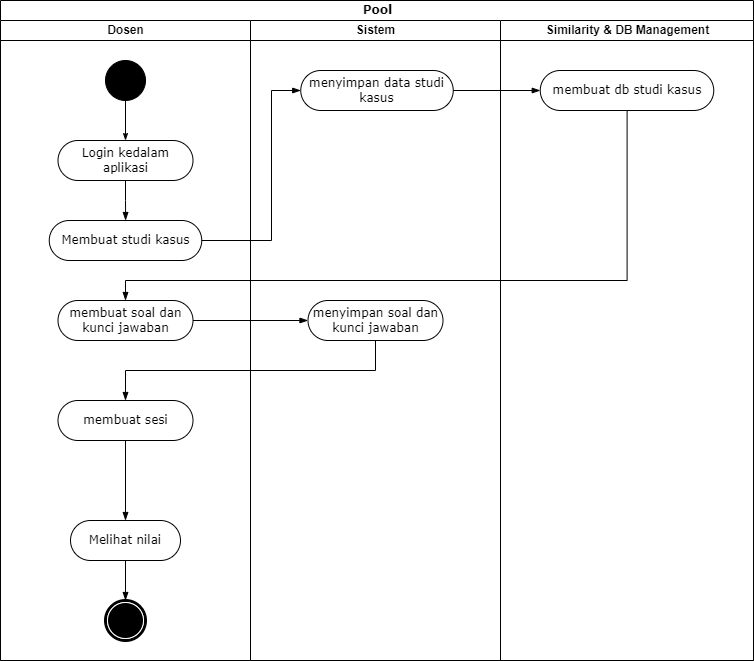 Pool
Dosen
Sistem
Similarity & DB Management
menyimpan data studi
kasus
membuat db studi kasus
Login kedalam
aplikasi
Membuat studi kasus
membuat soal dan
kunci jawaban
menyimpan soal dan
kunci jawaban
membuat sesi
Melihat nilai